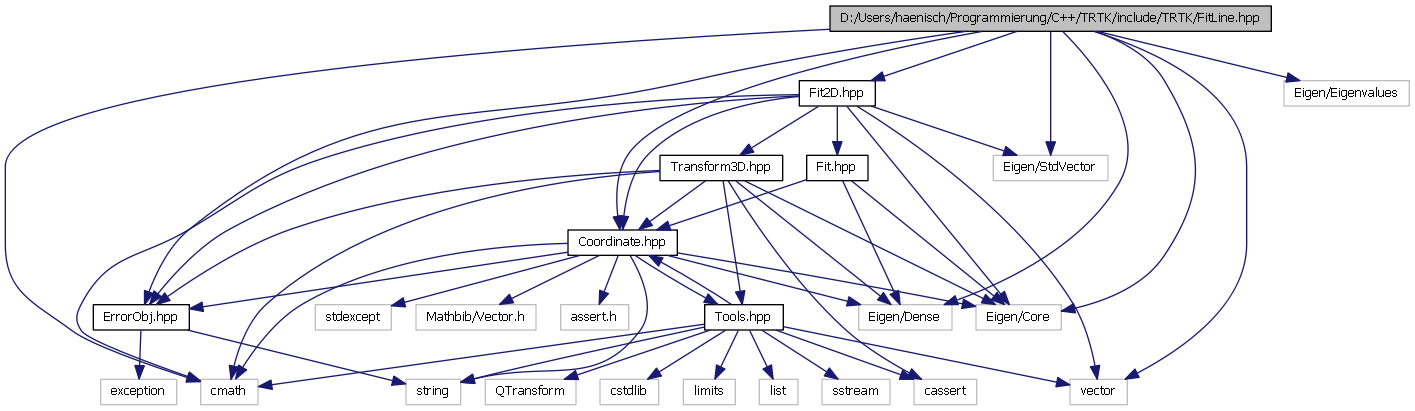 D:/Users/haenisch/Programmierung/C++/TRTK/include/TRTK/FitLine.hpp
Fit2D.hpp
Eigen/Eigenvalues
Transform3D.hpp
Fit.hpp
Eigen/StdVector
Coordinate.hpp
ErrorObj.hpp
stdexcept
Mathbib/Vector.h
assert.h
Tools.hpp
Eigen/Dense
Eigen/Core
exception
cmath
string
QTransform
cstdlib
limits
list
sstream
cassert
vector